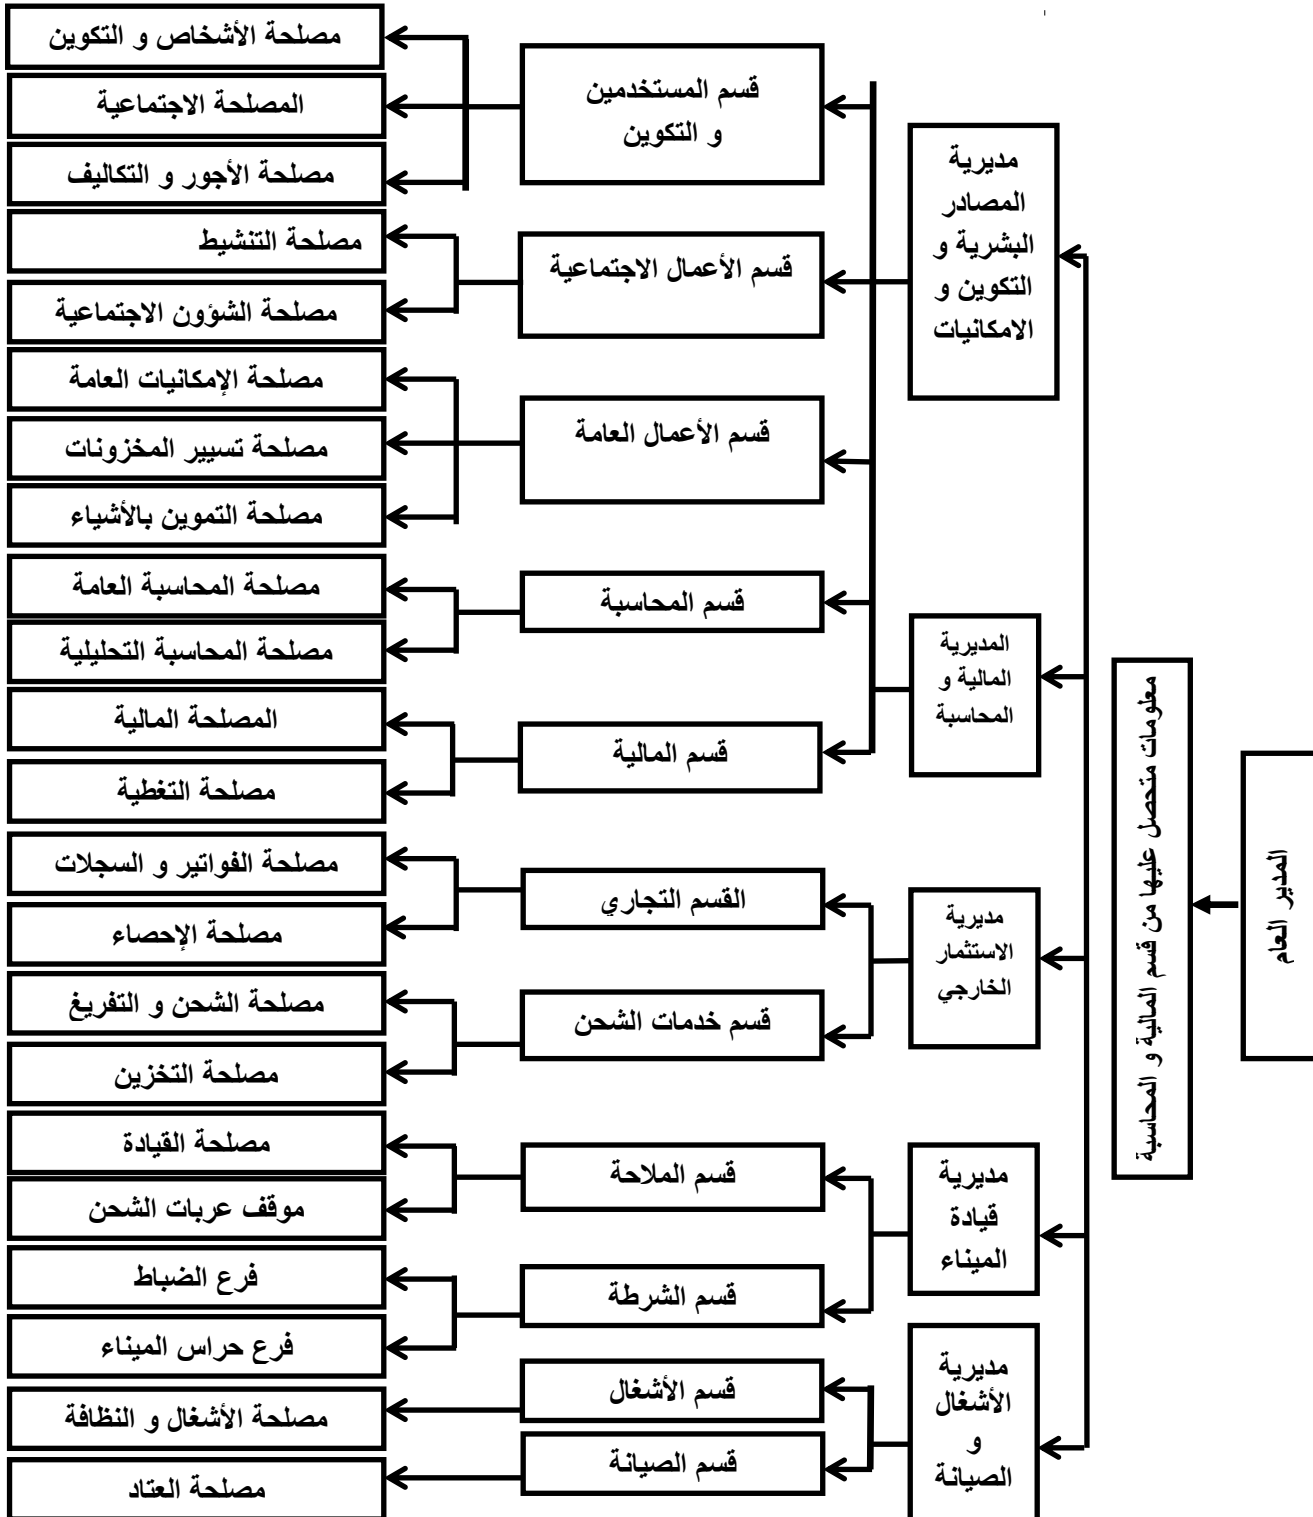 المدير العام
معلومات متحصل عليها من قسم المالية و المحاسبة
مديرية
المصادر
البشرية و
التكوين و
الامكانيات
المديرية
المالية و
المحاسبة
مديرية
الاستثمار
الخارجي
مديرية
قيادة
الميناء
مديرية
الأشغال
و
الصيانة
قسم المستخدمين
و التكوين
قسم الأعمال الاجتماعية
قسم الأعمال العامة
قسم المحاسبة
قسم المالية
القسم التجاري
قسم خدمات الشحن
قسم الملاحة
قسم الشرطة
قسم الأشغال
قسم الصيانة
مصلحة الأشخاص و التكوين
المصلحة الاجتماعية
مصلحة الأجور و التكاليف
مصلحة التنشيط
مصلحة الشؤون الاجتماعية
مصلحة الإمكانيات العامة
مصلحة تسيير المخزونات
مصلحة التموين بالأشياء
مصلحة المحاسبة العامة
مصلحة المحاسبة التحليلية
المصلحة المالية
مصلحة التغطية
مصلحة الفواتير و السجلات
مصلحة الإحصاء
مصلحة الشحن و التفريغ
مصلحة التخزين
مصلحة القيادة
موقف عربات الشحن
فرع الضباط
فرع حراس الميناء
مصلحة الأشغال و النظافة
مصلحة العتاد